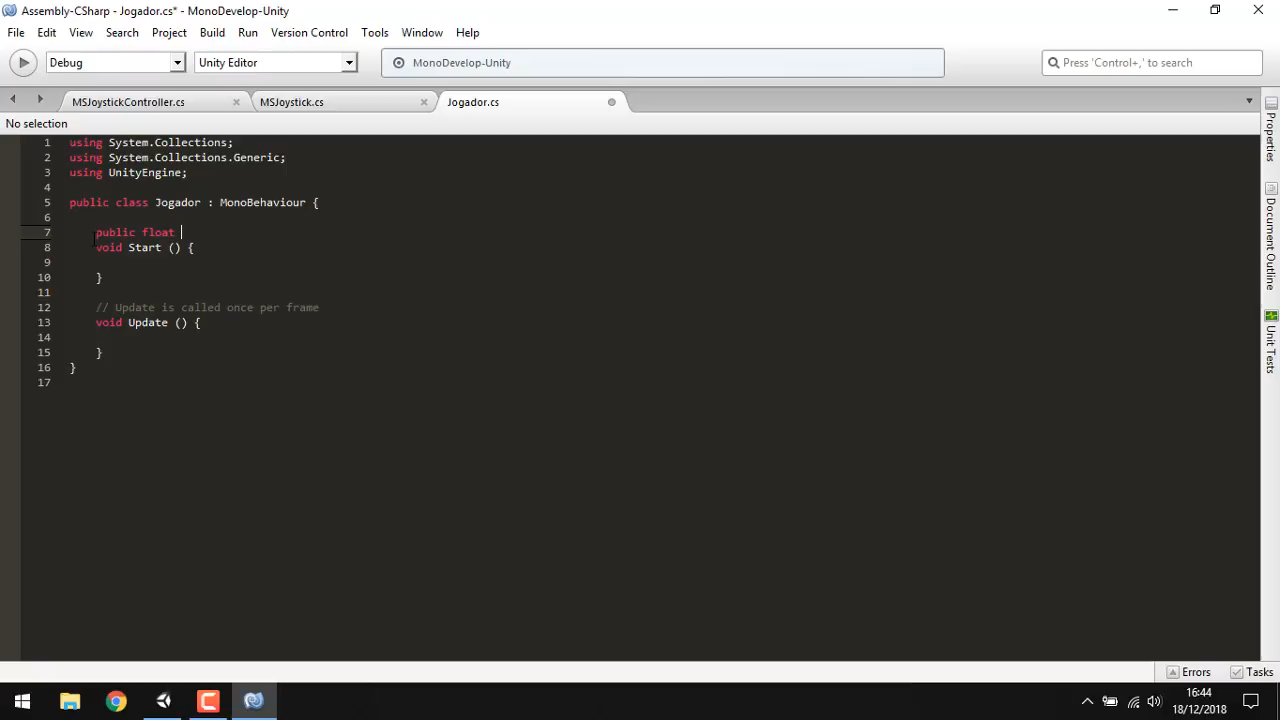 Assembly-CSharp - Jogador.cs* - MonoDevelop-Unity
File Edit View Search Project Build Run Version Control Tools Window Help
Debug Unity Editor MonoDevelop-Unity Press 'Control+,' to search
MSJoystickController.cs MSJoystick.cs Jogador.cs
No selection
1 using System.Collections;
2 using System.Collections.Generic;
3 using UnityEngine;
4
5 public class Jogador : MonoBehaviour {
6
7 public float
8 void Start () {
9
10 }
11
12 // Update is called once per frame
13 void Update () {
14
15 }
16 }
17
Properties
Document Outline
Unit Tests
Errors Tasks
16:44
18/12/2018